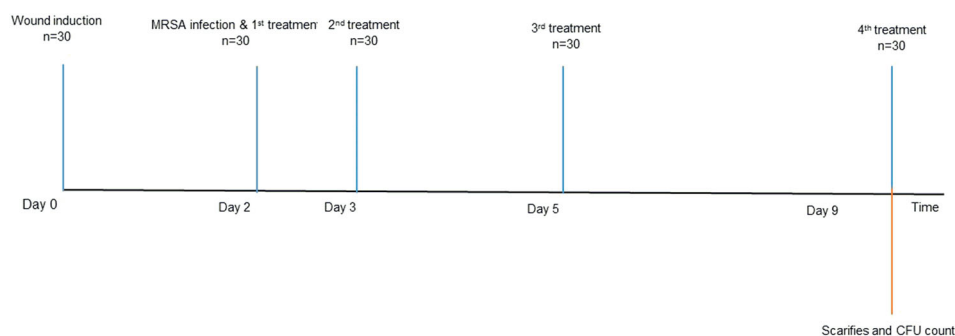 Wound induction
n=30
MRSA infection & 1st treatment
n=30
2nd treatment
n=30
3rd treatment
n=30
4th treatment
n=30
Day 0
Day 2
Day 3
Day 5
Day 9
Time
Scarifies and CFU count